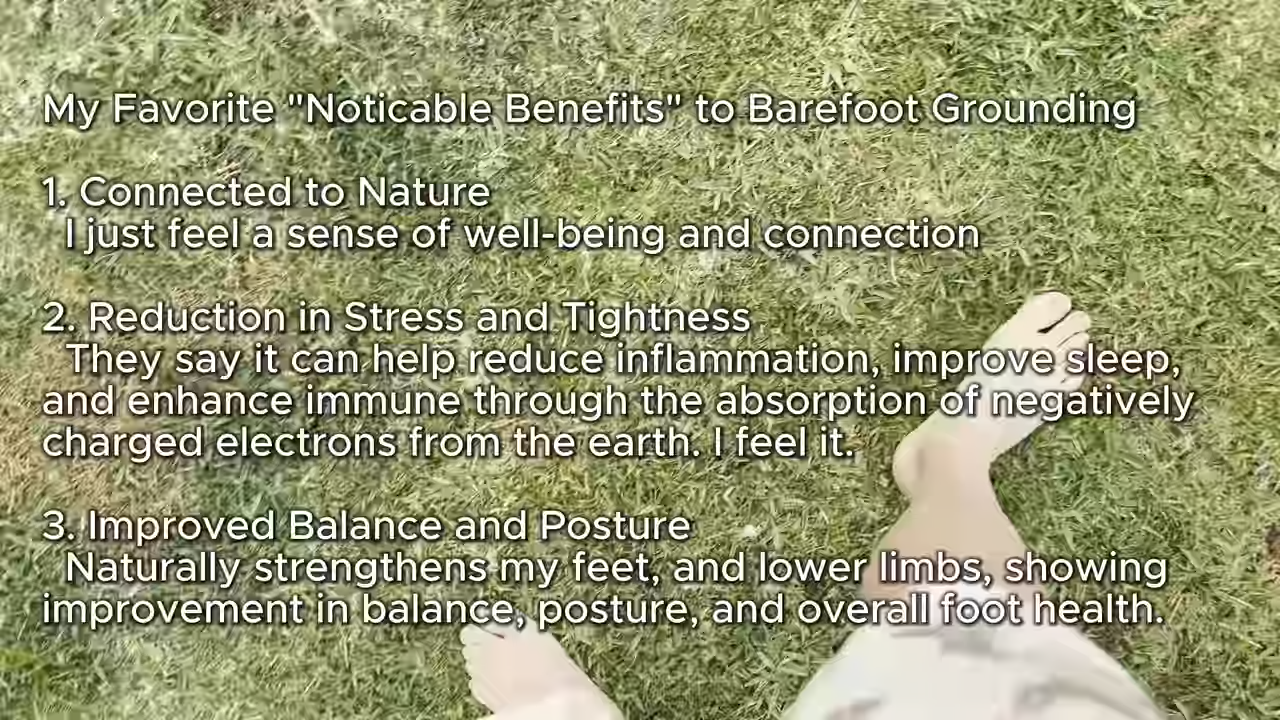 My Favorite "Noticable Benefits" to Barefoot Grounding
1. Connected to Nature
I just feel a sense of well-being and connection
2. Reduction in Stress and Tightness
They say it can help reduce inflammation, improve sleep,
and enhance immune through the absorption of negatively
charged electrons from the earth. I feel it.
3. Improved Balance and Posture
Naturally strengthens my feet, and lower limbs, showing
improvement in balance, posture, and overall foot health.